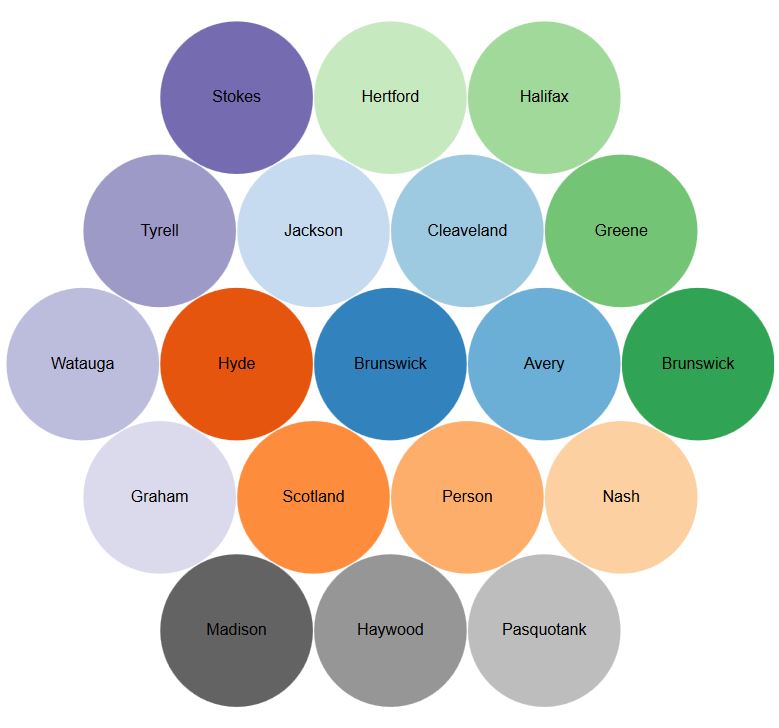 Stokes
Hertford
Halifax
Tyrell
Jackson
Cleaveland
Greene
Watauga
Hyde
Brunswick
Avery
Brunswick
Graham
Scotland
Person
Nash
Madison
Haywood
Pasquotank